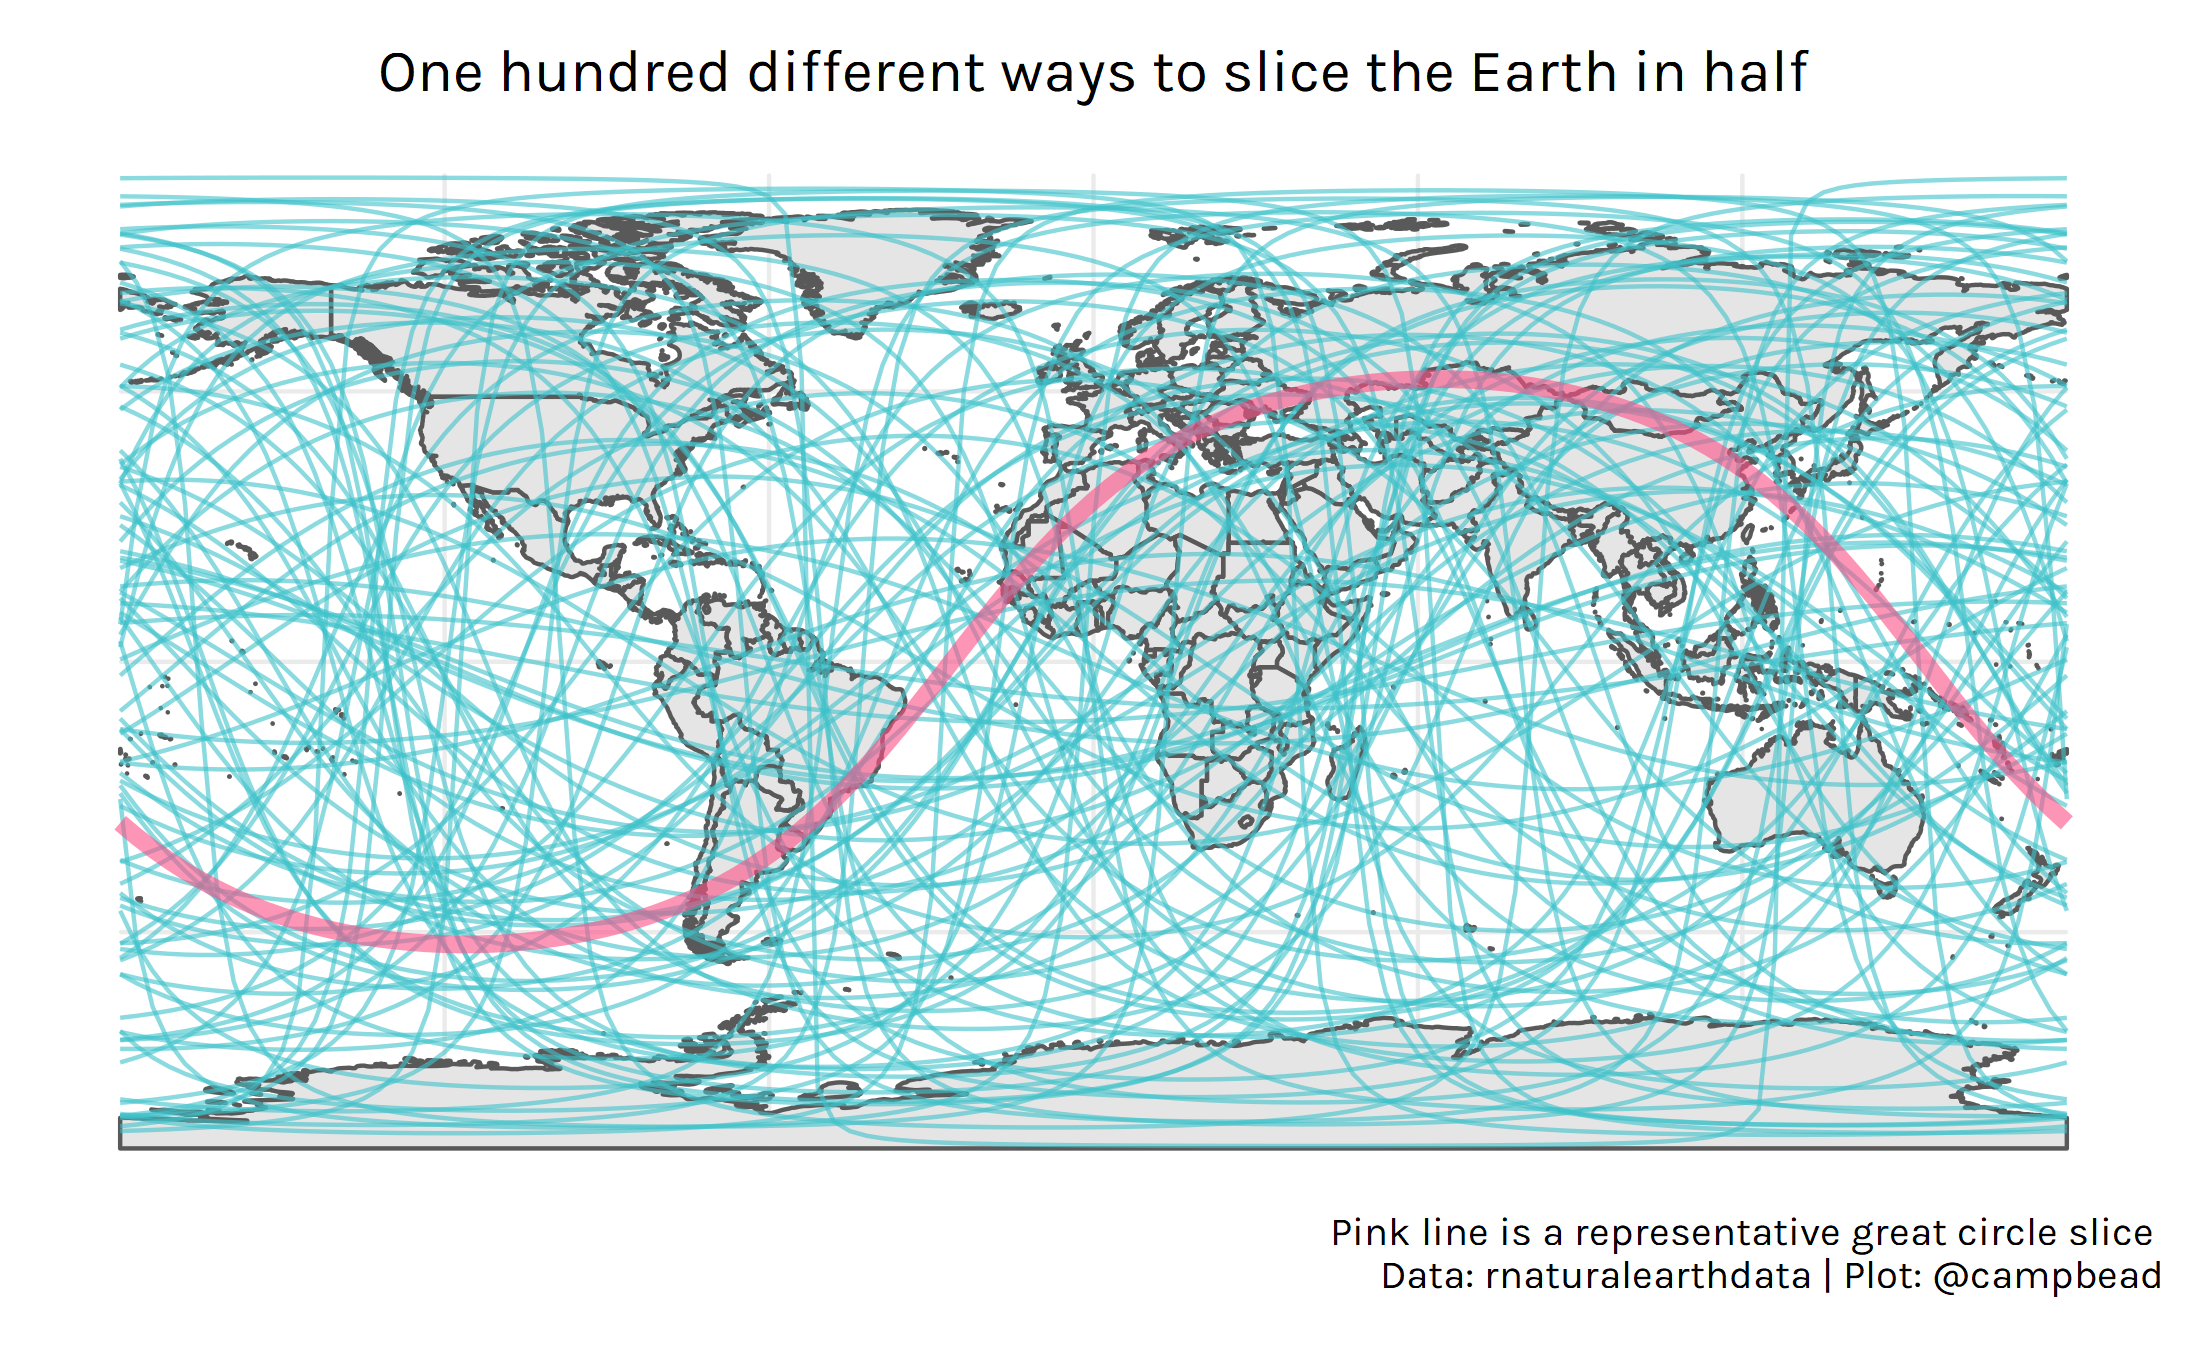 One hundred different ways to slice the Earth in half
Pink line is a representative great circle slice
Data: rnaturalearthdata | Plot: @campbead